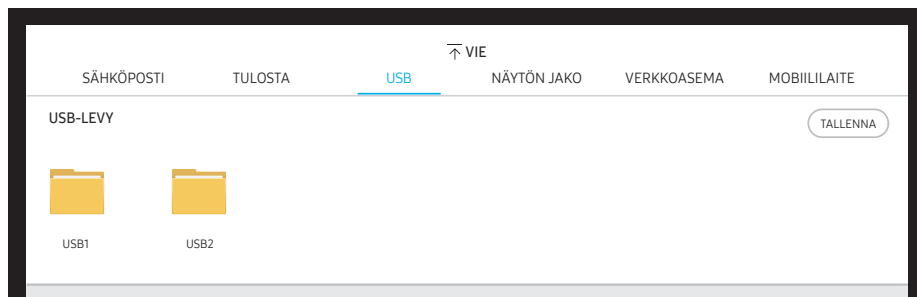 VIE
SÄHKÖPOSTI TULOSTA USB NÄYTÖN JAKO VERKKOASEMA MOBIILILAITE
USB-LEVY TALLENNA
USB1 USB2